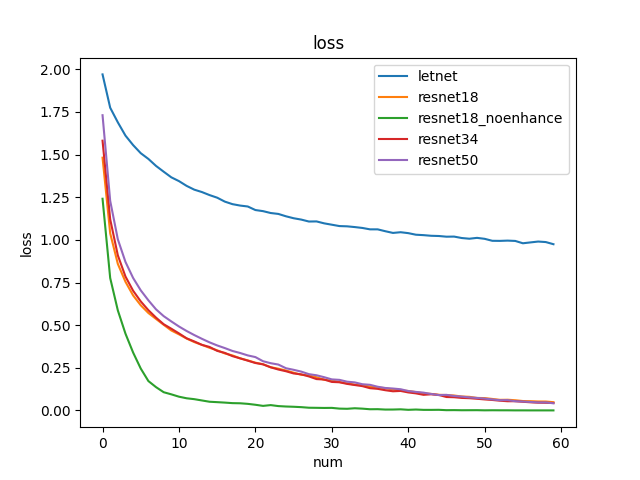 loss
2.00
1.75
1.50
1.25
1.00
0.75
0.50
0.25
0.00
loss
0 10 20 30 40 50 60
num
letnet
resnet18
resnet18_noenhance
resnet34
resnet50